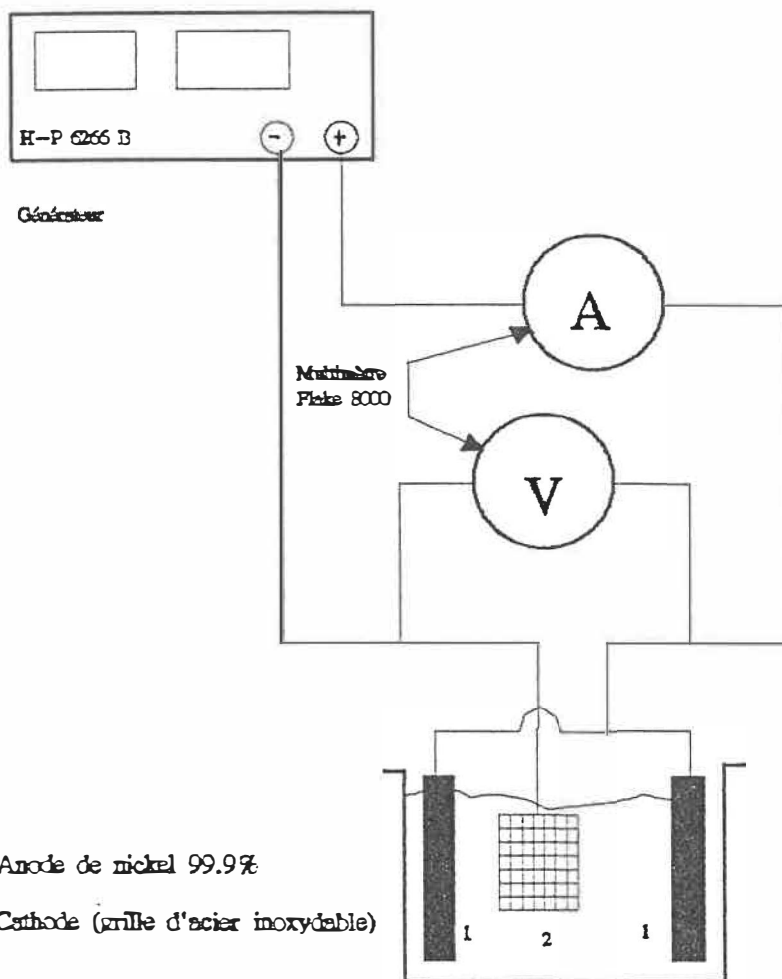 H-P 6266 B
- +
Générateur
A
Multimètre
Fluke 8000
V
Anode de nickel 99.9%
Cathode (grille d'acier inoxydable)
1 2 1